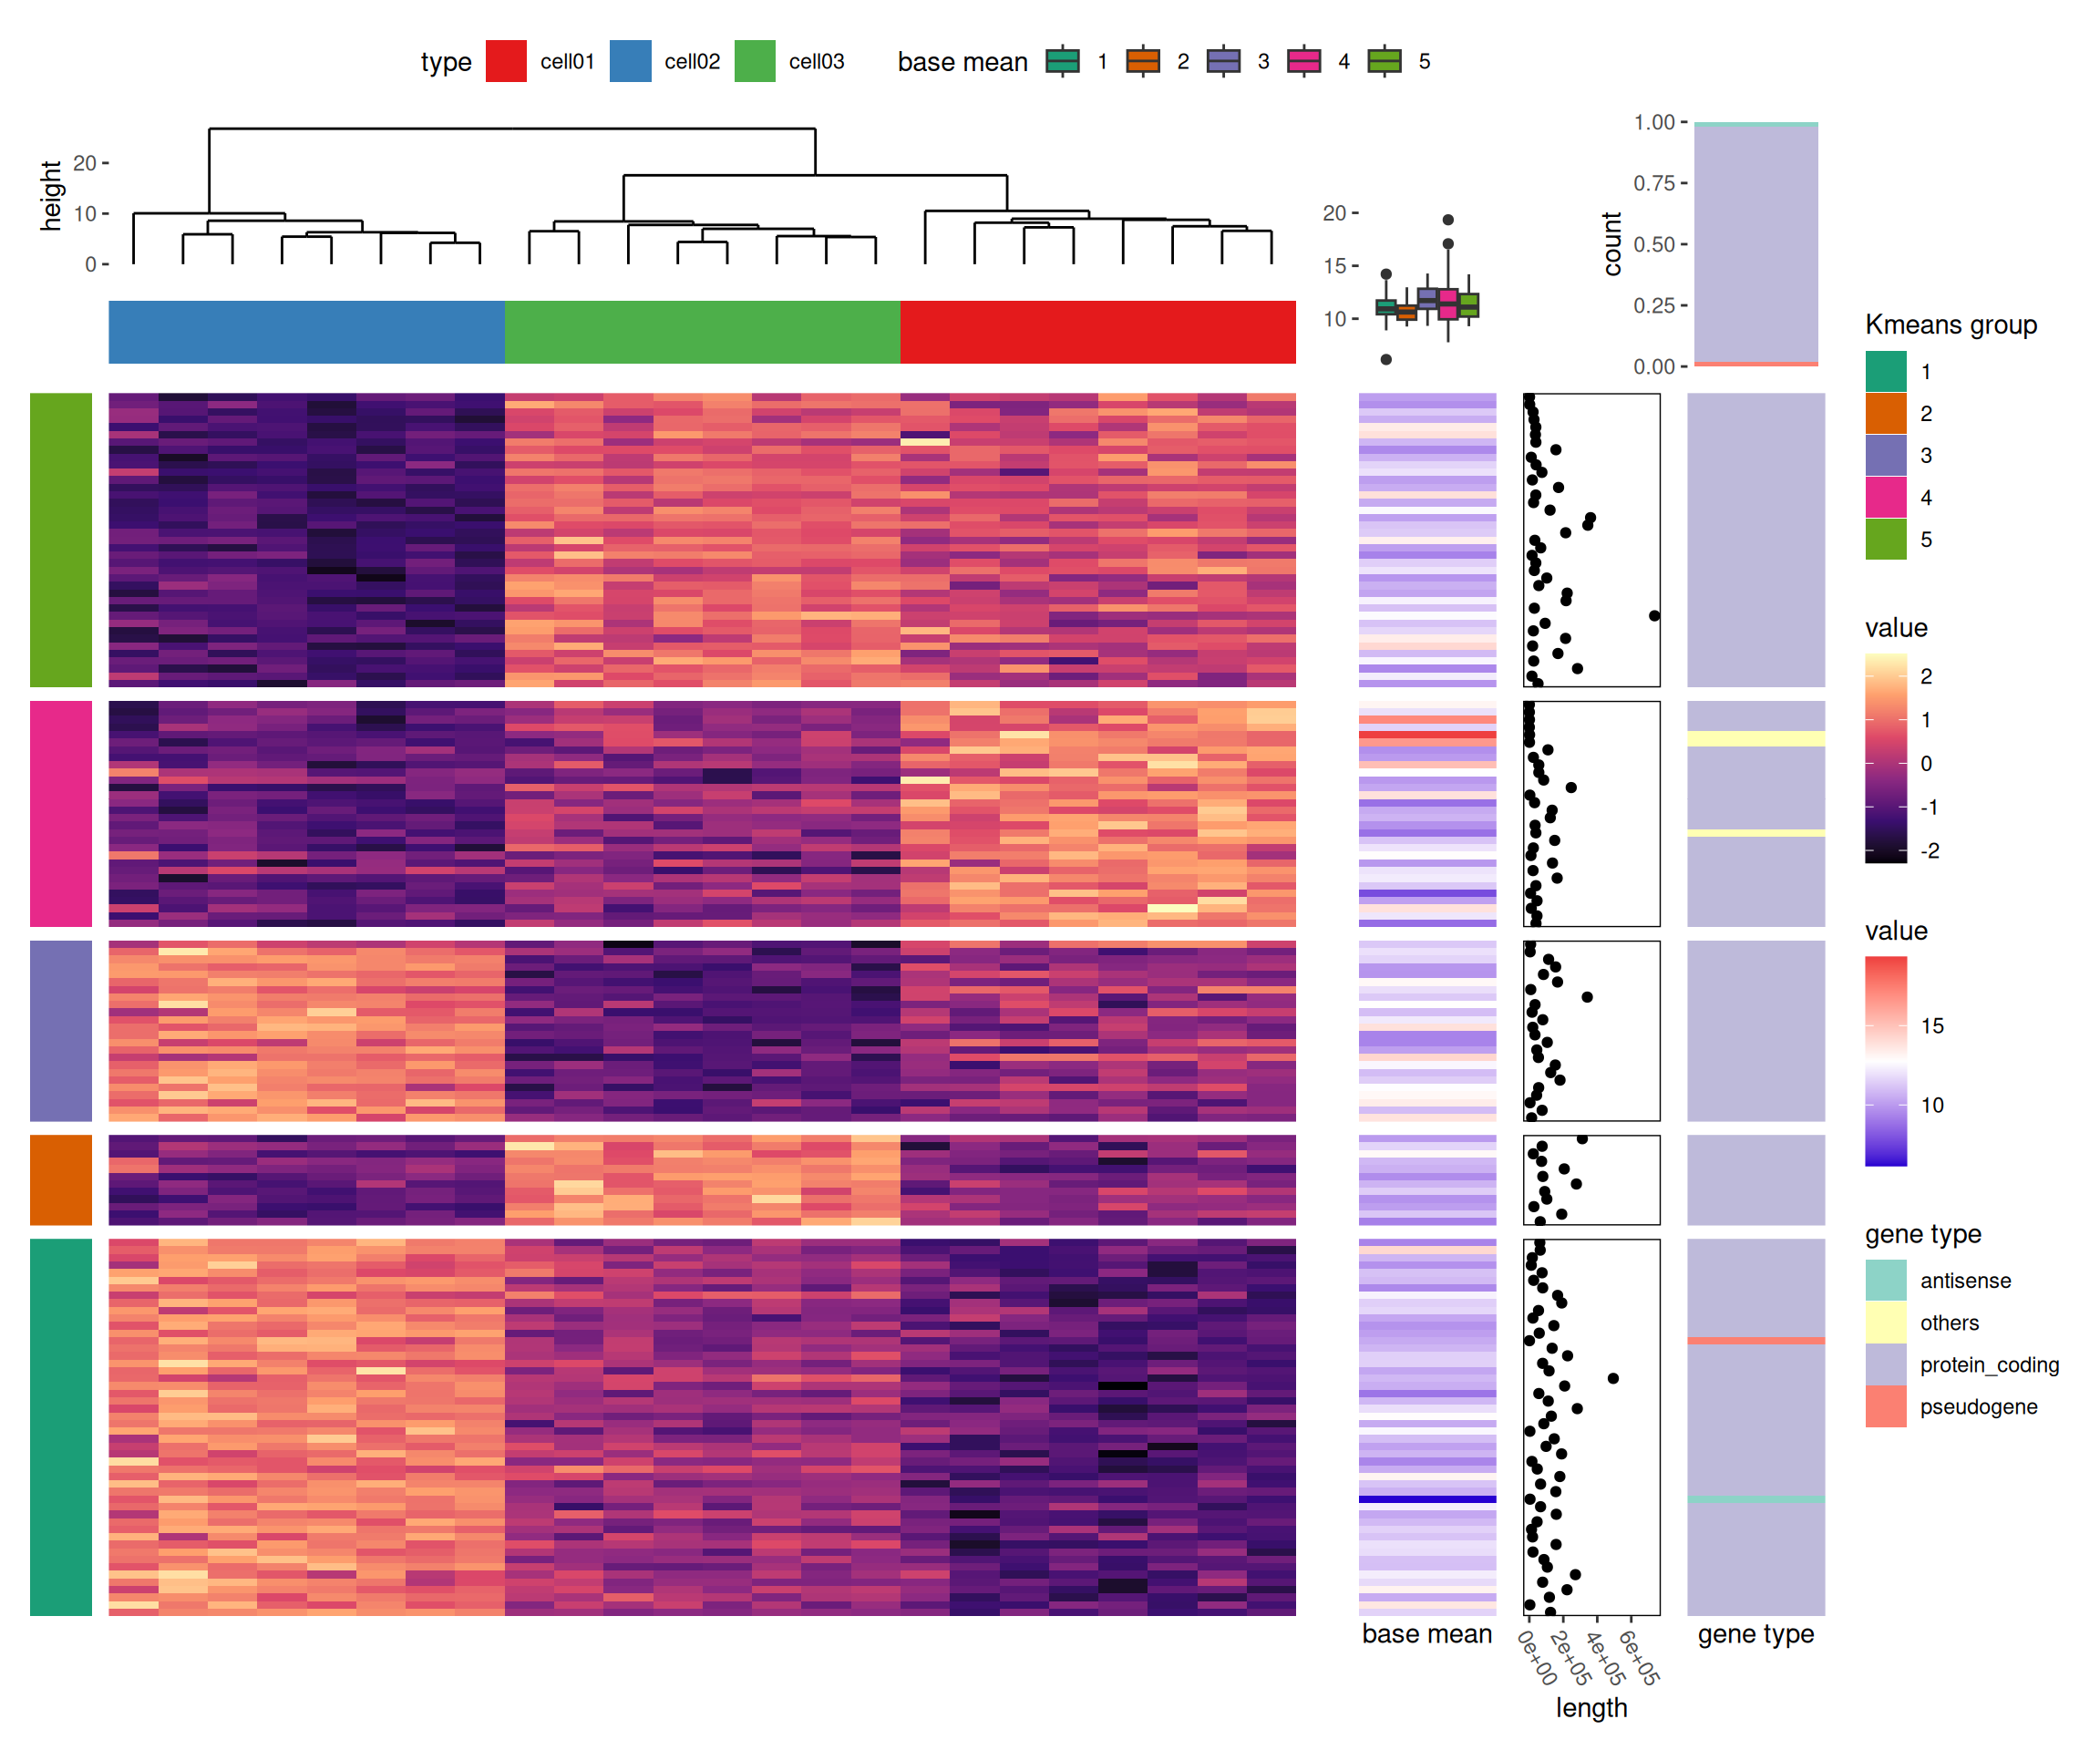 type cell01 cell02 cell03 base mean 1 2 3 4 5
height
20
10
0
20
15
10
count
1.00
0.75
0.50
0.25
0.00
Kmeans group
1
2
3
4
5
value
2
1
0
-1
-2
value
15
10
gene type
antisense
others
protein_coding
pseudogene
base mean
0e+00
2e+05
4e+05
6e+05
length
gene type